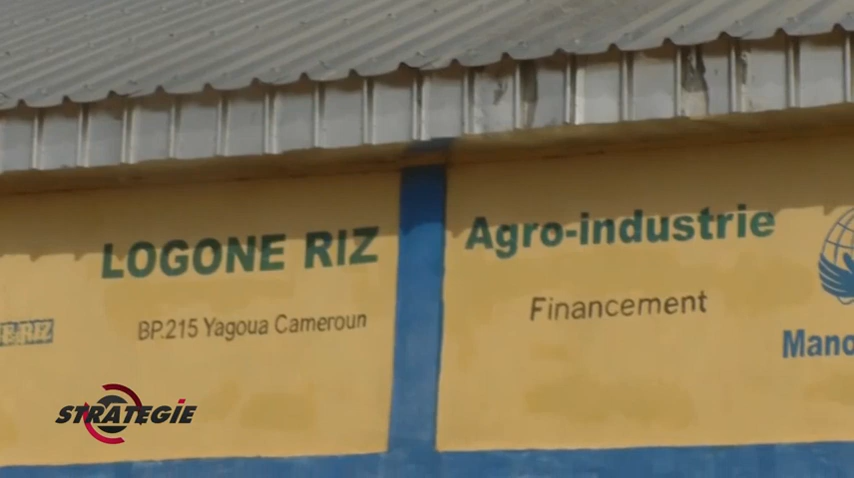 LOGONE RIZ
BP.215 Yagoua Cameroun
Agro-industrie
Financement
STRATEGIE